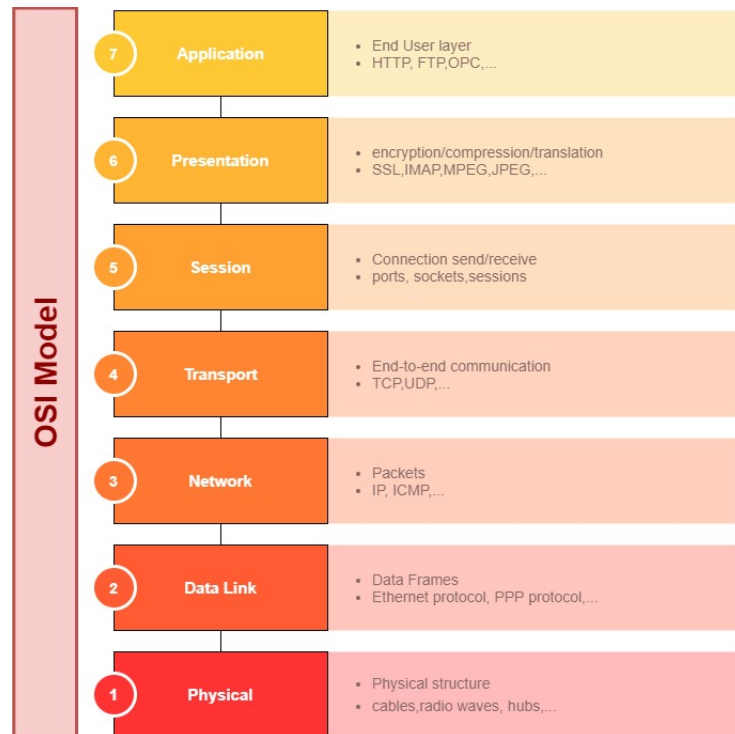 OSI Model
7
Application
End User layer
HTTP, FTP,OPC,...
6
Presentation
encryption/compression/translation
SSL,IMAP,MPEG,JPEG,...
5
Session
Connection send/receive
ports, sockets,sessions
4
Transport
End-to-end communication
TCP,UDP,...
3
Network
Packets
IP, ICMP,...
2
Data Link
Data Frames
Ethernet protocol, PPP protocol,...
1
Physical
Physical structure
cables,radio waves, hubs,...